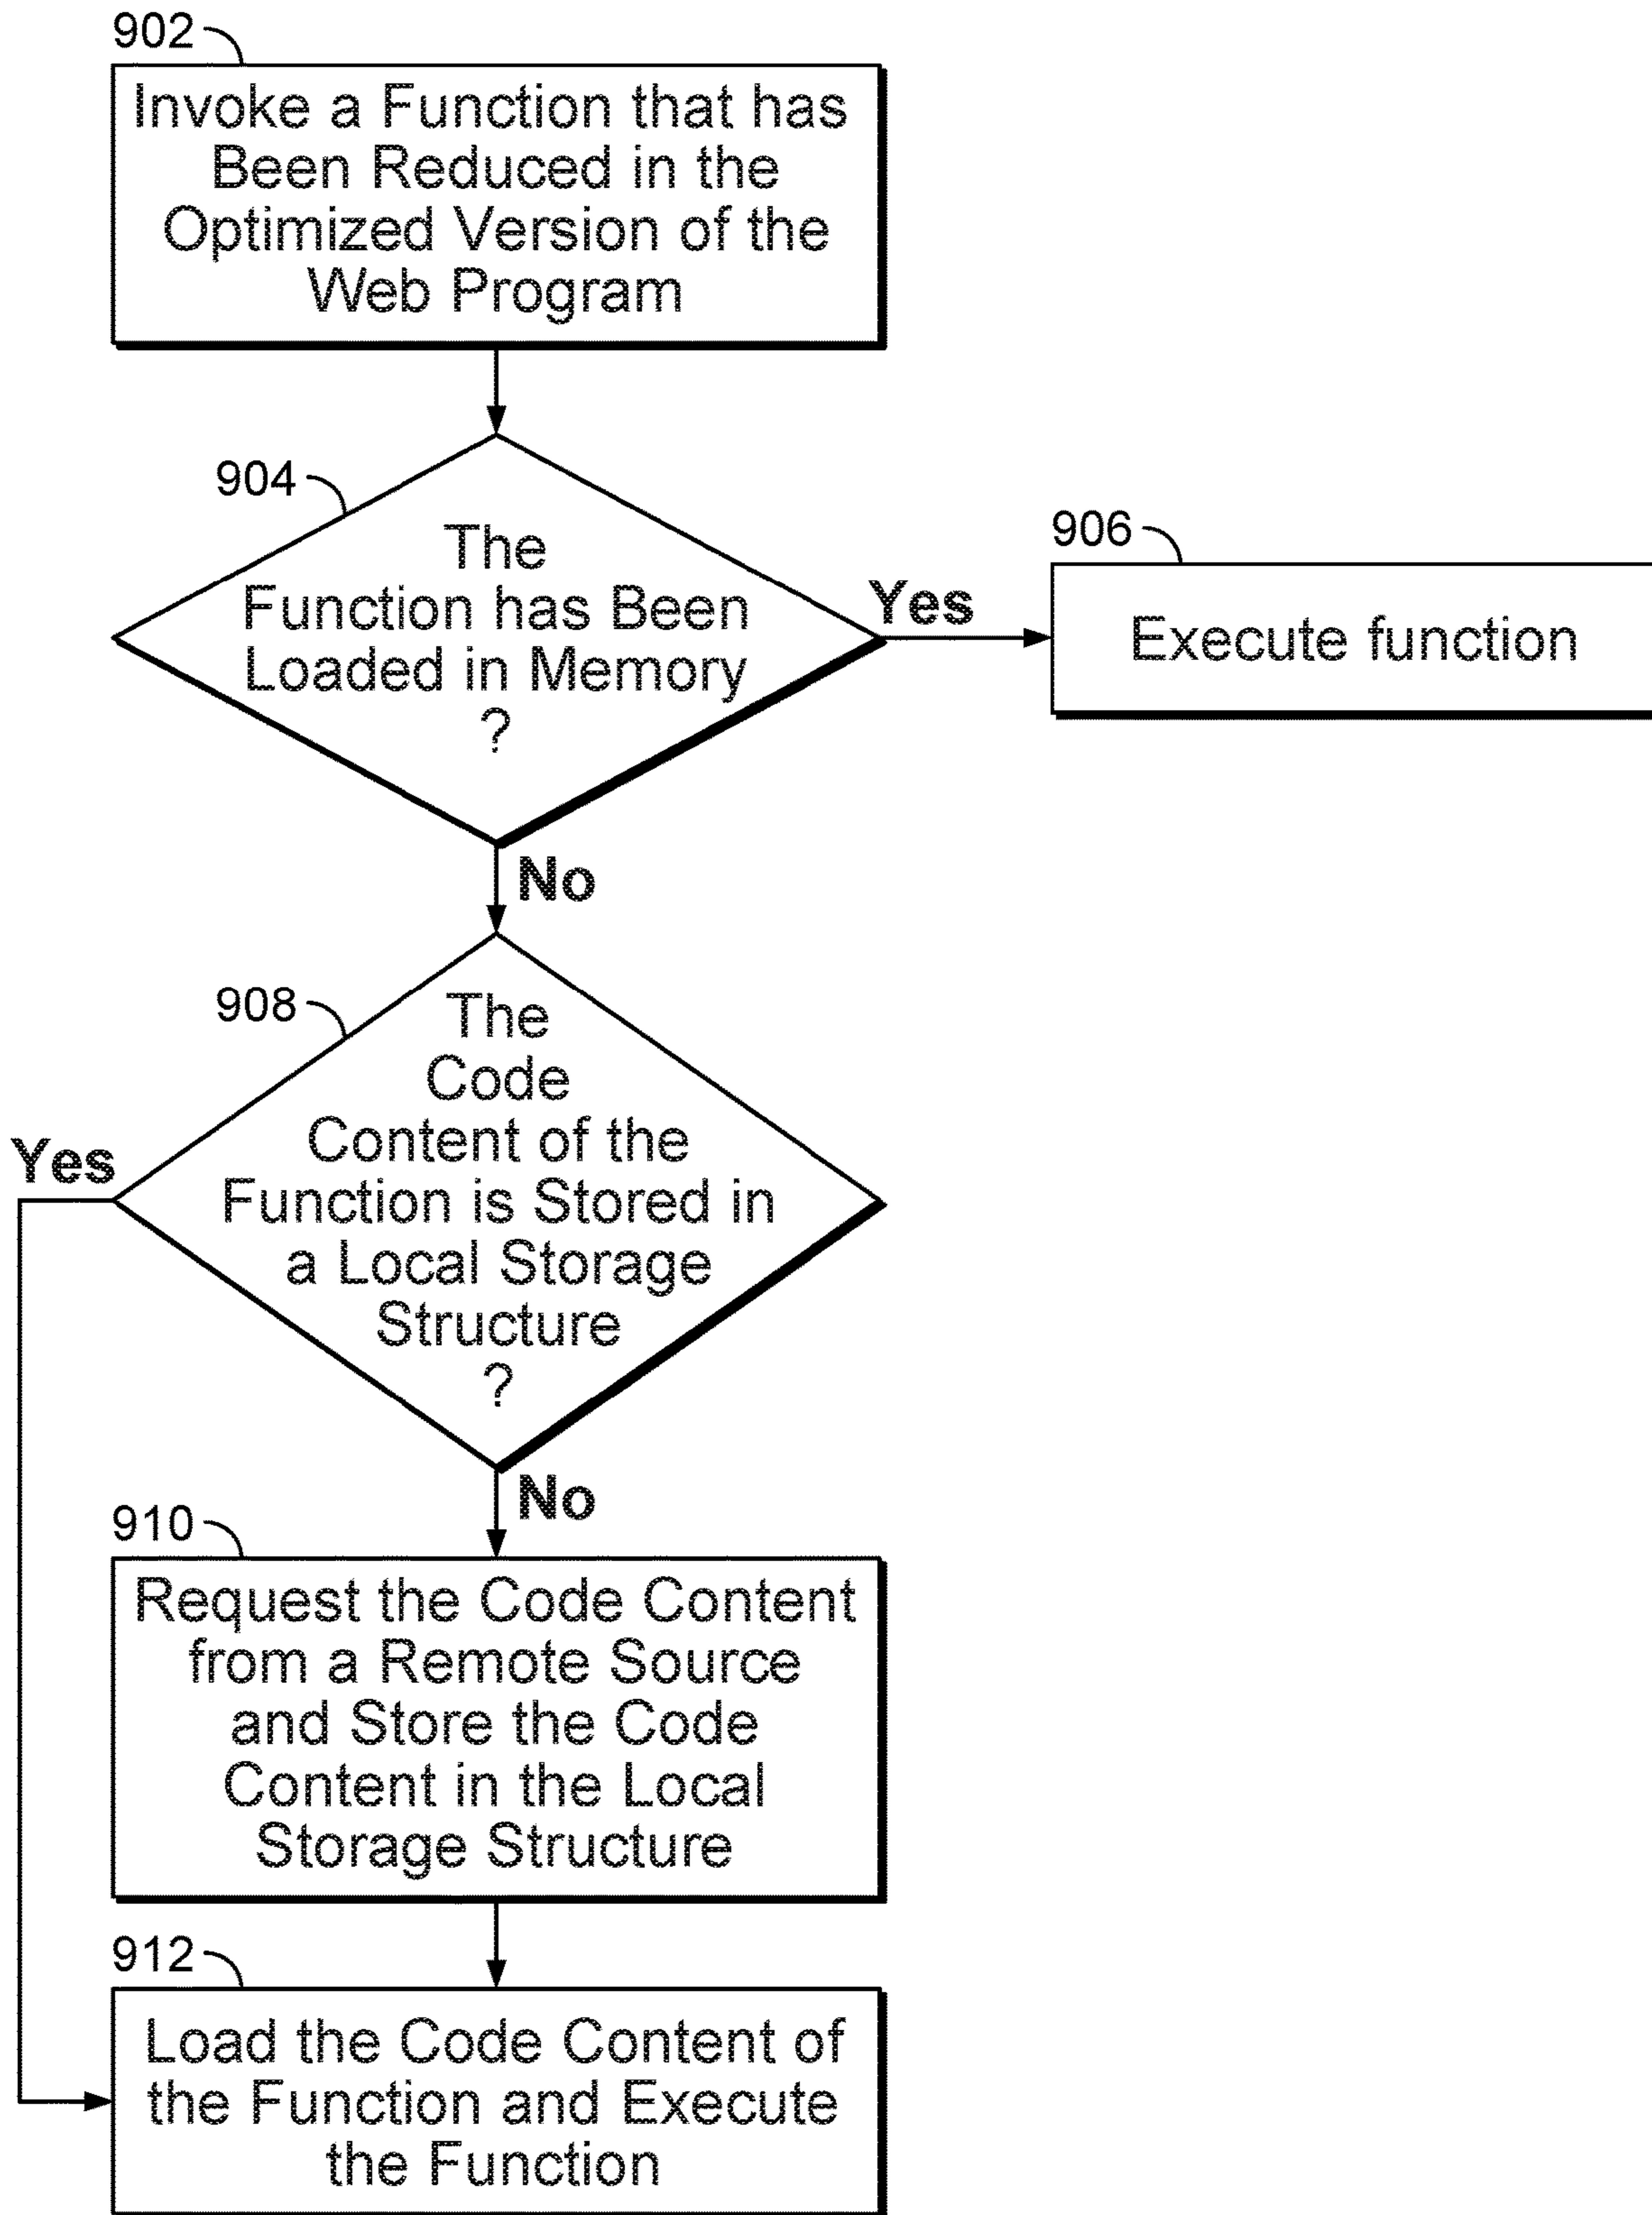 902
Invoke a Function that has
Been Reduced in the
Optimized Version of the
Web Program
904
The
Function has Been
Loaded in Memory
?
Yes
906
Execute function
No
908
The
Code
Content of the
Function is Stored in
a Local Storage
Structure
?
Yes
No
910
Request the Code Content
from a Remote Source
and Store the Code
Content in the Local
Storage Structure
912
Load the Code Content of
the Function and Execute
the Function